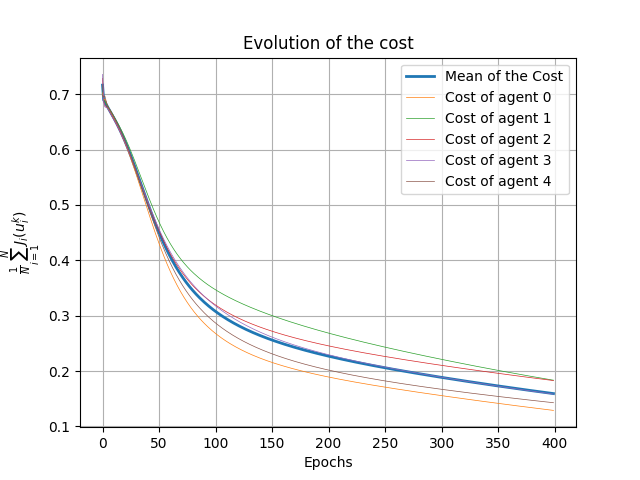 Evolution of the cost
Mean of the Cost
Cost of agent 0
Cost of agent 1
Cost of agent 2
Cost of agent 3
Cost of agent 4
0.7
0.6
0.5
0.4
0.3
0.2
0.1
$\frac{1}{N}\sum_{i=1}^{N} J_i(u_i^k)$
0 50 100 150 200 250 300 350 400
Epochs